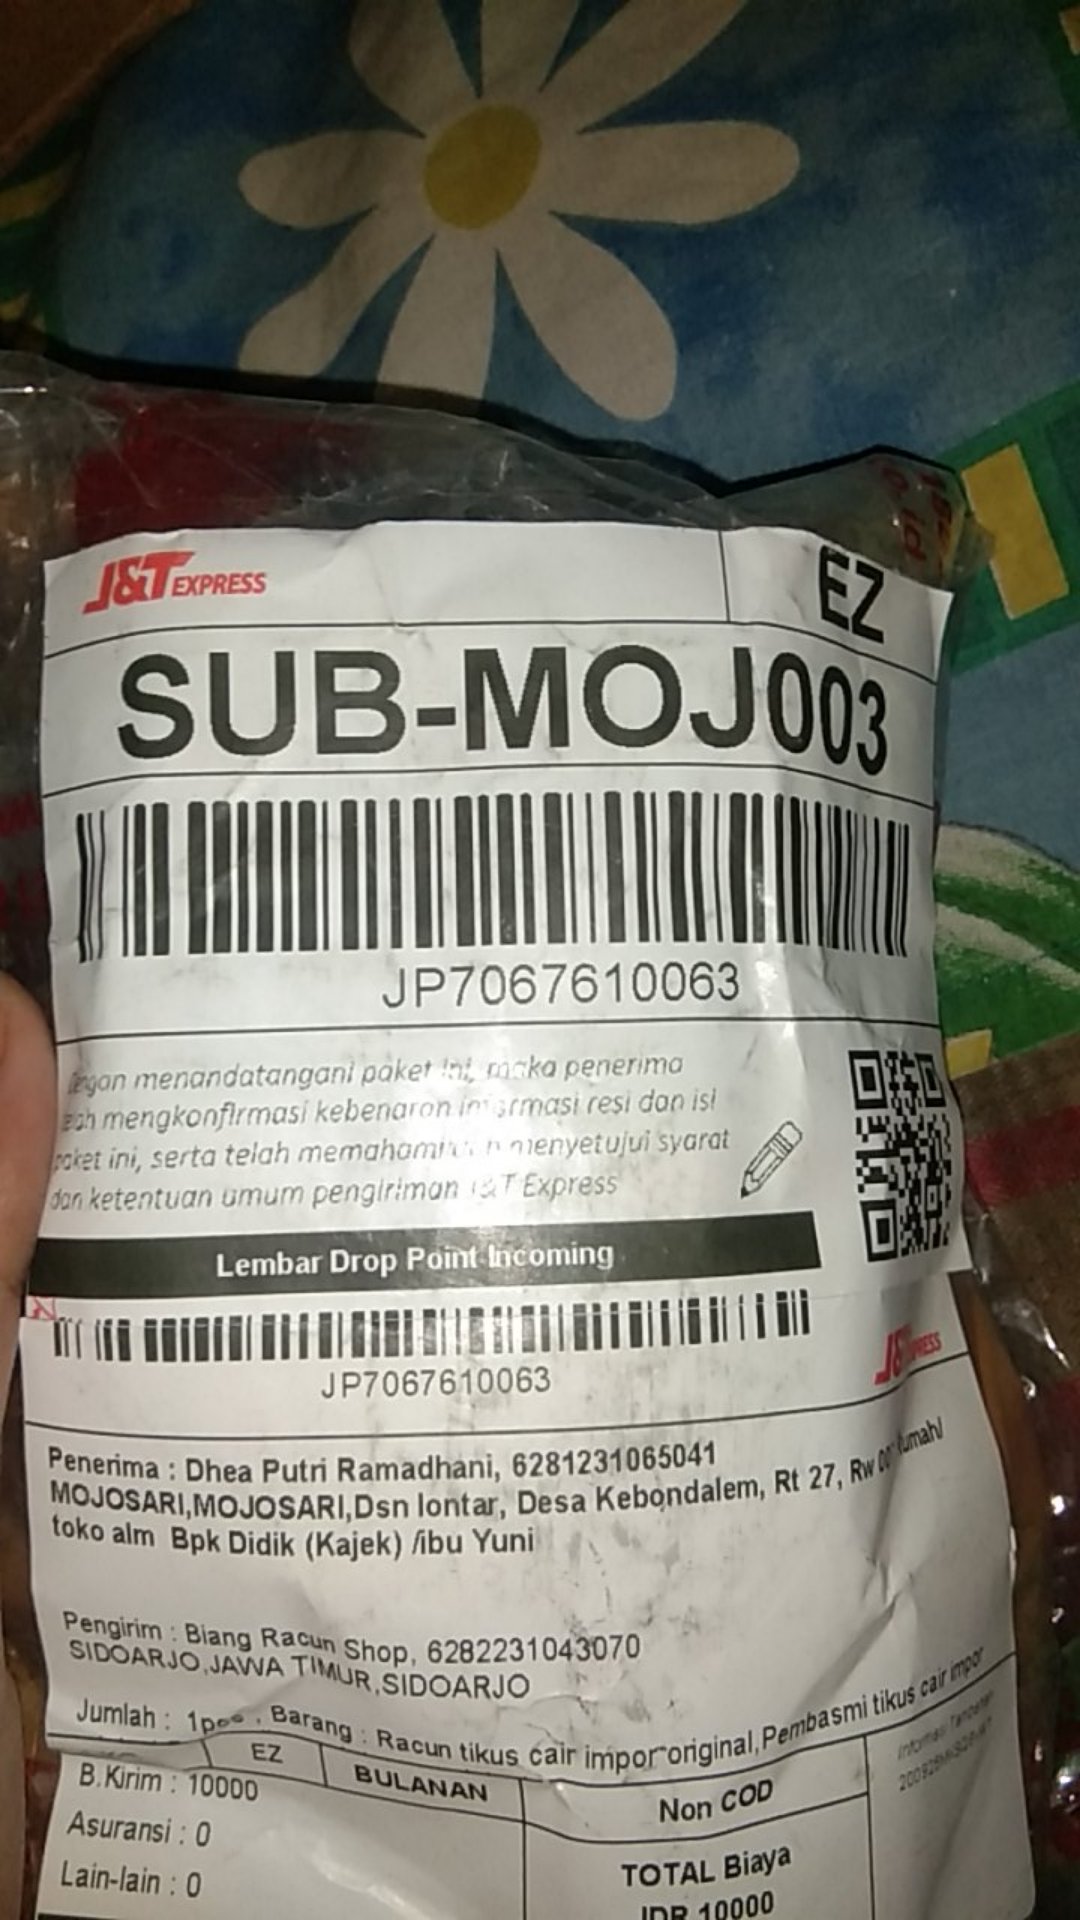 J&T EXPRESS
EZ
SUB-MOJ003
JP7067610063
menandatangani paket ini, maka penerima
mengkonfirmasi kebenaran informasi resi dan isi
paket ini, serta telah menyetujui syarat
dan ketentuan umum pengiriman J&T Express
Lembar Drop Point Incoming
JP7067610063
J&T EXPRESS
Penerima : Dhea Putri Ramadhani, 6281231065041
MOJOSARI,MOJOSARI,Dsn lontar, Desa Kebondalem, Rt 27, Rw
toko alm Bpk Didik (Kajek) /ibu Yuni
Pengirim : Biang Racun Shop, 6282231043070
SIDOARJO,JAWA TIMUR,SIDOARJO
Jumlah : Barang : Racun tikus cair impor original,Pembasmi tikus cair impor
EZ
BULANAN
Non COD
B.Kirim : 10000
Asuransi : 0
Lain-lain : 0
TOTAL Biaya
IDR 10000